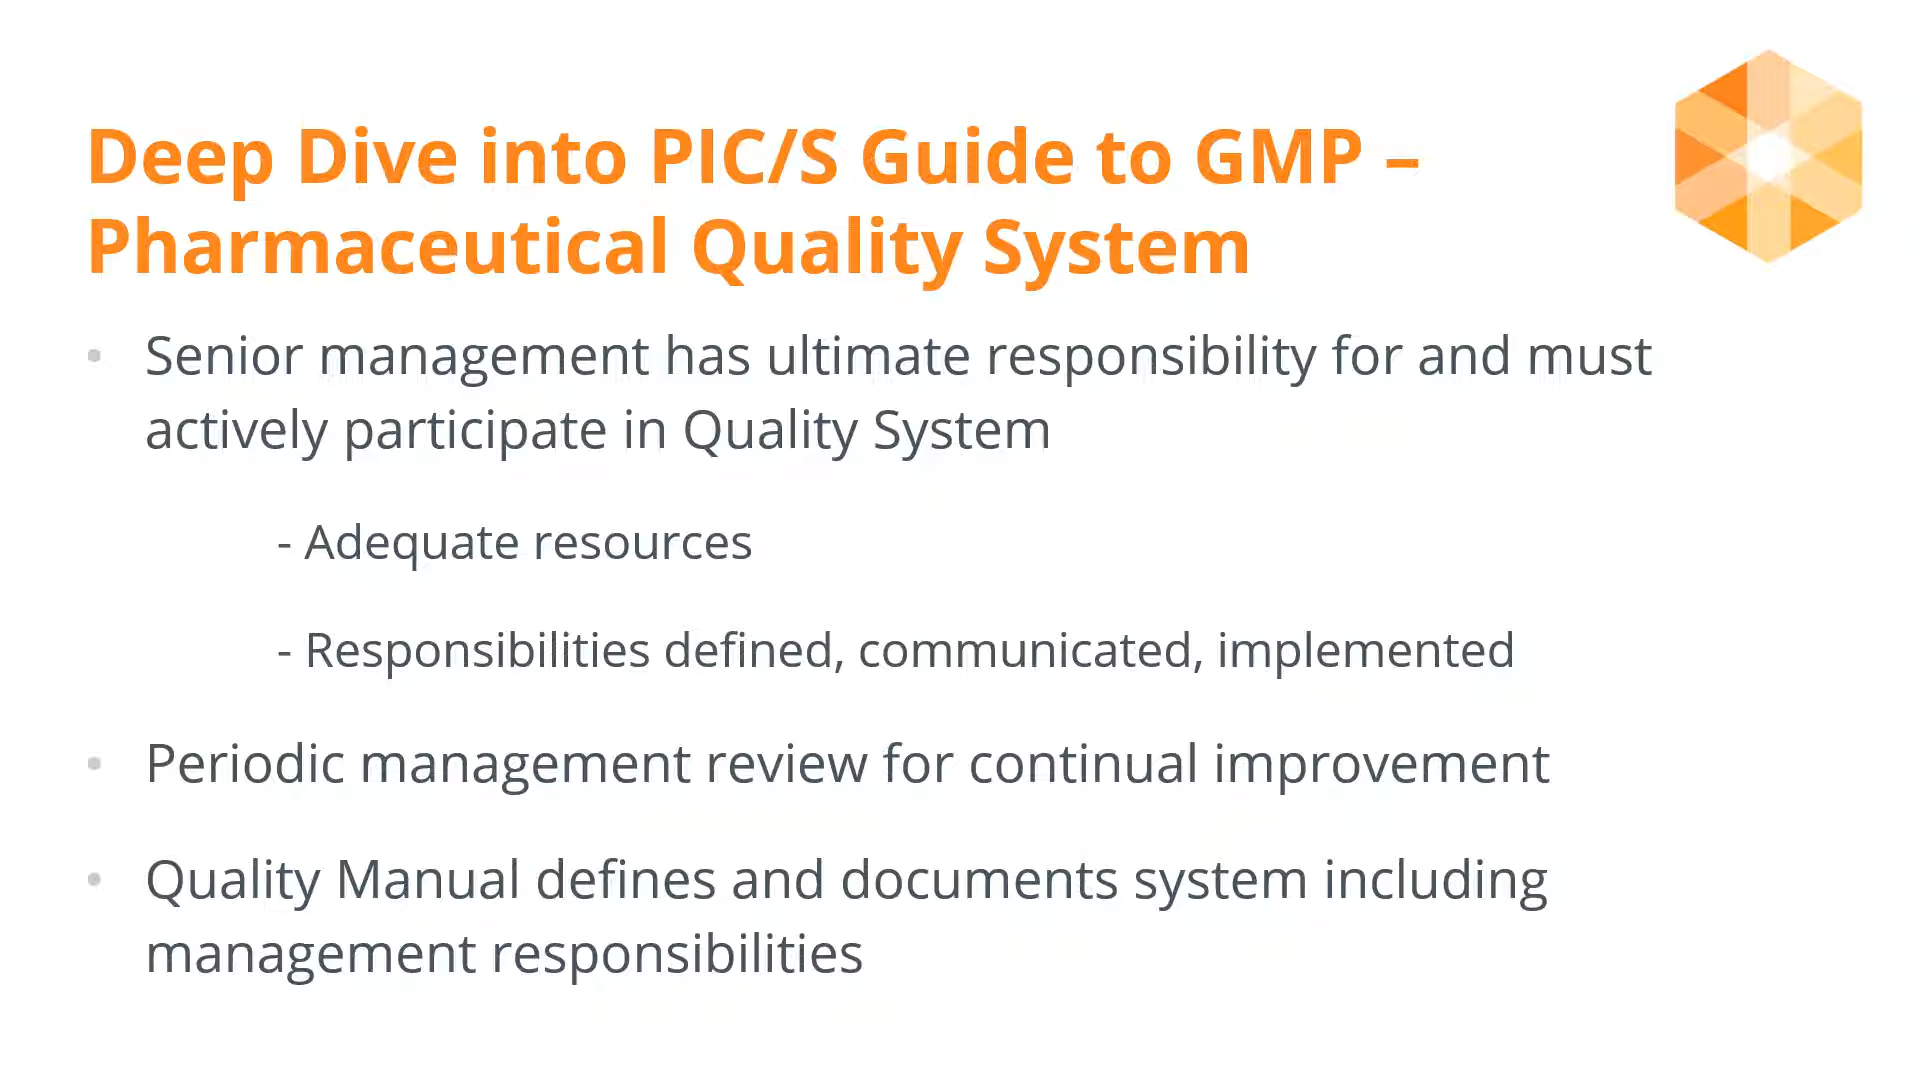 Deep Dive into PIC/S Guide to GMP –
Pharmaceutical Quality System
• Senior management has ultimate responsibility for and must
actively participate in Quality System
- Adequate resources
- Responsibilities defined, communicated, implemented
• Periodic management review for continual improvement
• Quality Manual defines and documents system including
management responsibilities